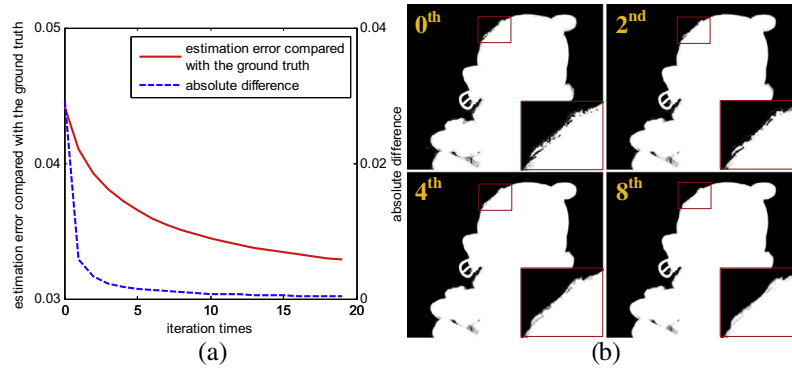 0.05
0.04
0.03
estimation error compared with the ground truth
0.04
0.02
0
absolute difference
estimation error compared
with the ground truth
absolute difference
0 5 10 15 20
iteration times
(a)
0th
2nd
4th
8th
(b)